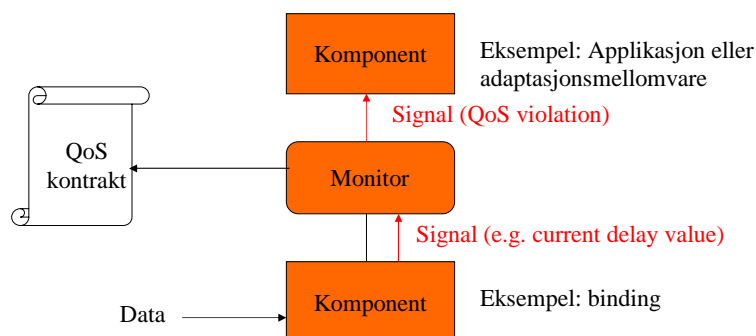 Komponent
Eksempel: Applikasjon eller
adaptasjonsmellomvare
Signal (QoS violation)
QoS
kontrakt
Monitor
Signal (e.g. current delay value)
Data
Komponent
Eksempel: binding